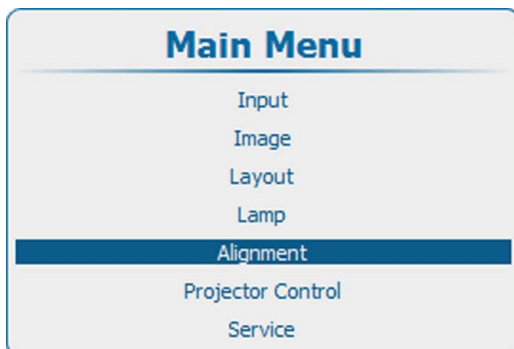 Main Menu
Input
Image
Layout
Lamp
Alignment
Projector Control
Service